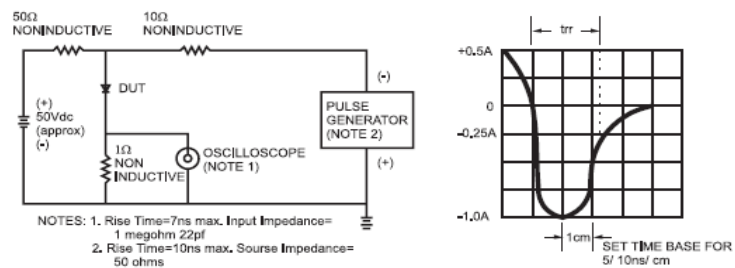 50Ω
NONINDUCTIVE
10Ω
NONINDUCTIVE
trr
+0.5A
(-)
DUT
(+)
50Vdc
(approx)
(-)
PULSE
GENERATOR
(NOTE 2)
0
-0,25A
1Ω
NON
INDUCTIVE
OSCILLOSCOPE
(NOTE 1)
(+)
-1.0A
NOTES: 1. Rise Time=7ns max. Input Impedance=
1 megohm 22pf
2. Rise Time=10ns max. Sourse Impedance=
50 ohms
1cm
SET TIME BASE FOR
5/ 10ns/ cm